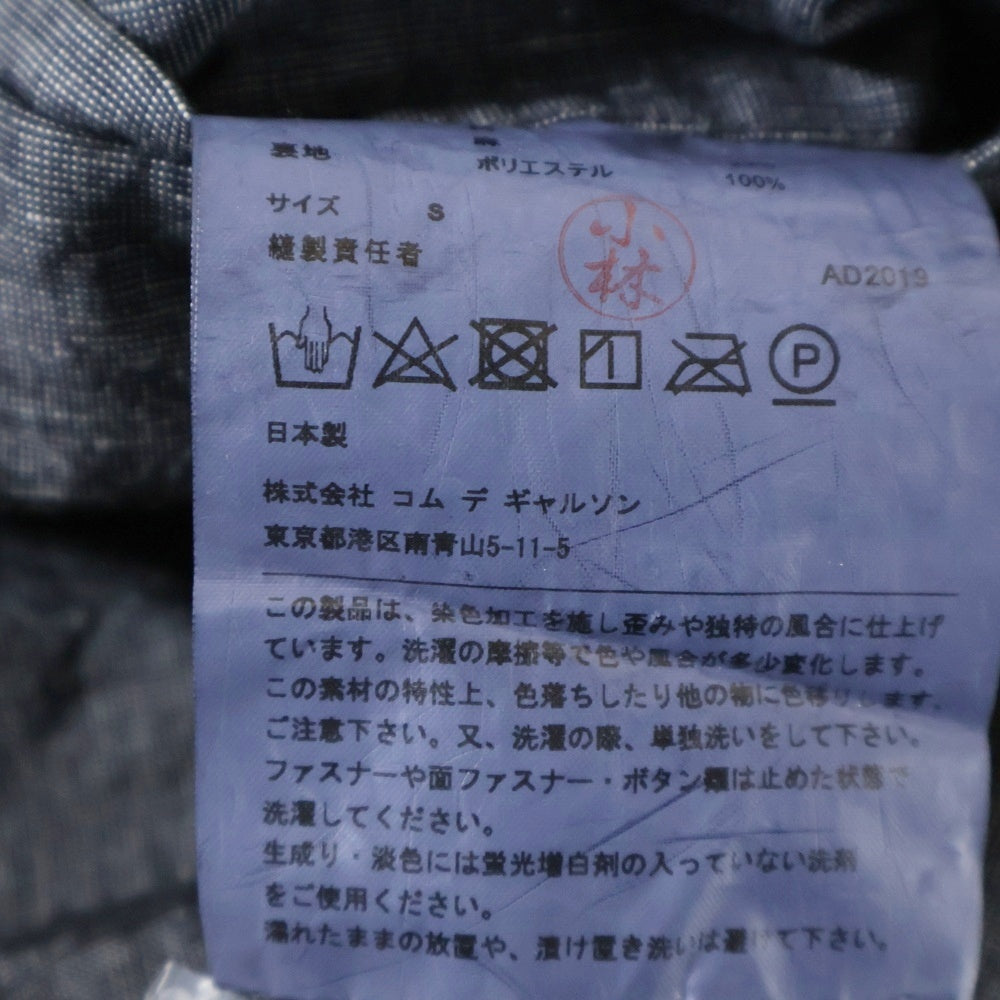 裏地 ポリエステル 100%
サイズ S
縫製責任者 小林
AD2019
P
日本製
株式会社 コム デ ギャルソン
東京都港区南青山5-11-5
この製品は、染色加工を施し歪みや独特の風合に仕上げ
ています。洗濯の摩擦等で色や風合が多少変化します。
この素材の特性上、色落ちしたり他の物に色移りします。
ご注意下さい。又、洗濯の際、単独洗いをして下さい。
ファスナーや面ファスナー・ボタン類は止めた状態で
洗濯してください。
生成り・淡色には蛍光増白剤の入っていない洗剤
をご使用ください。
濡れたままの放置や、漬け置き洗いは避けて下さい。